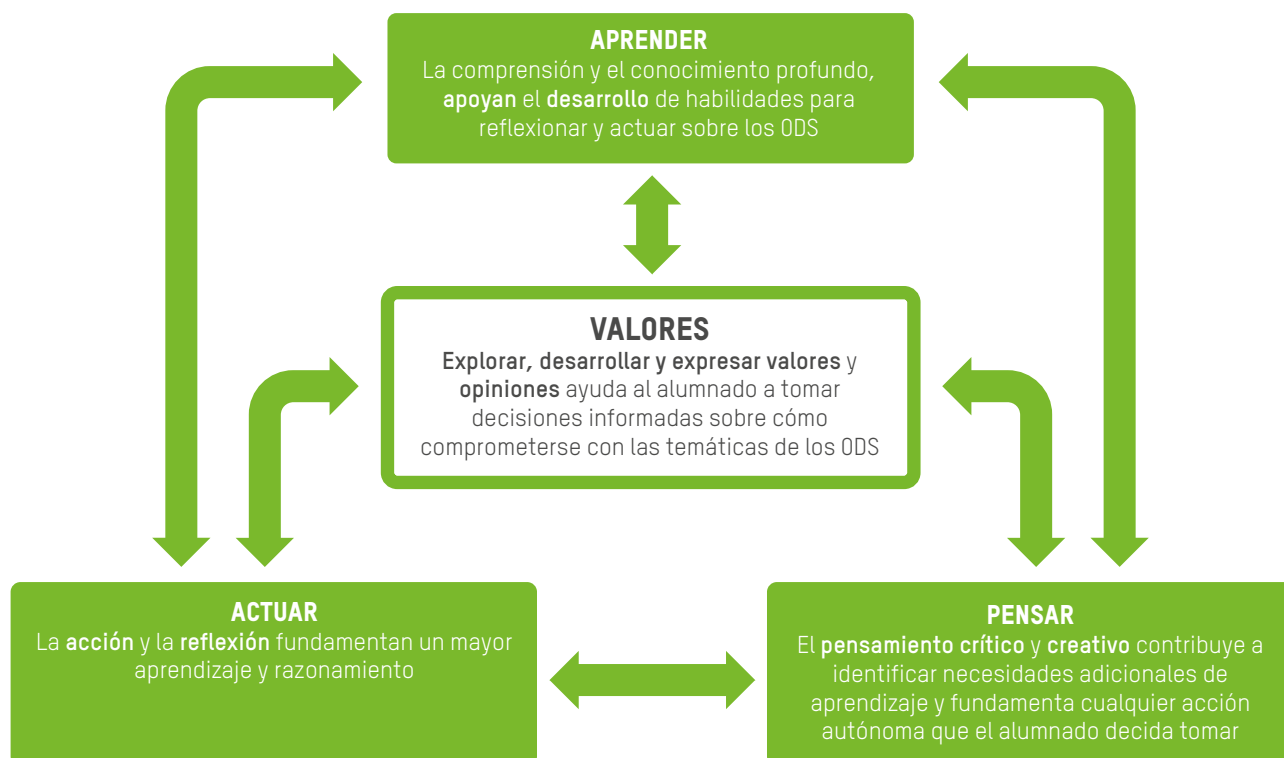 APRENDER
La comprensión y el conocimiento profundo,
apoyan el desarrollo de habilidades para
reflexionar y actuar sobre los ODS
VALORES
Explorar, desarrollar y expresar valores y
opiniones ayuda al alumnado a tomar
decisiones informadas sobre cómo
comprometerse con las temáticas de los ODS
ACTUAR
La acción y la reflexión fundamentan un mayor
aprendizaje y razonamiento
PENSAR
El pensamiento crítico y creativo contribuye a
identificar necesidades adicionales de
aprendizaje y fundamenta cualquier acción
autónoma que el alumnado decida tomar